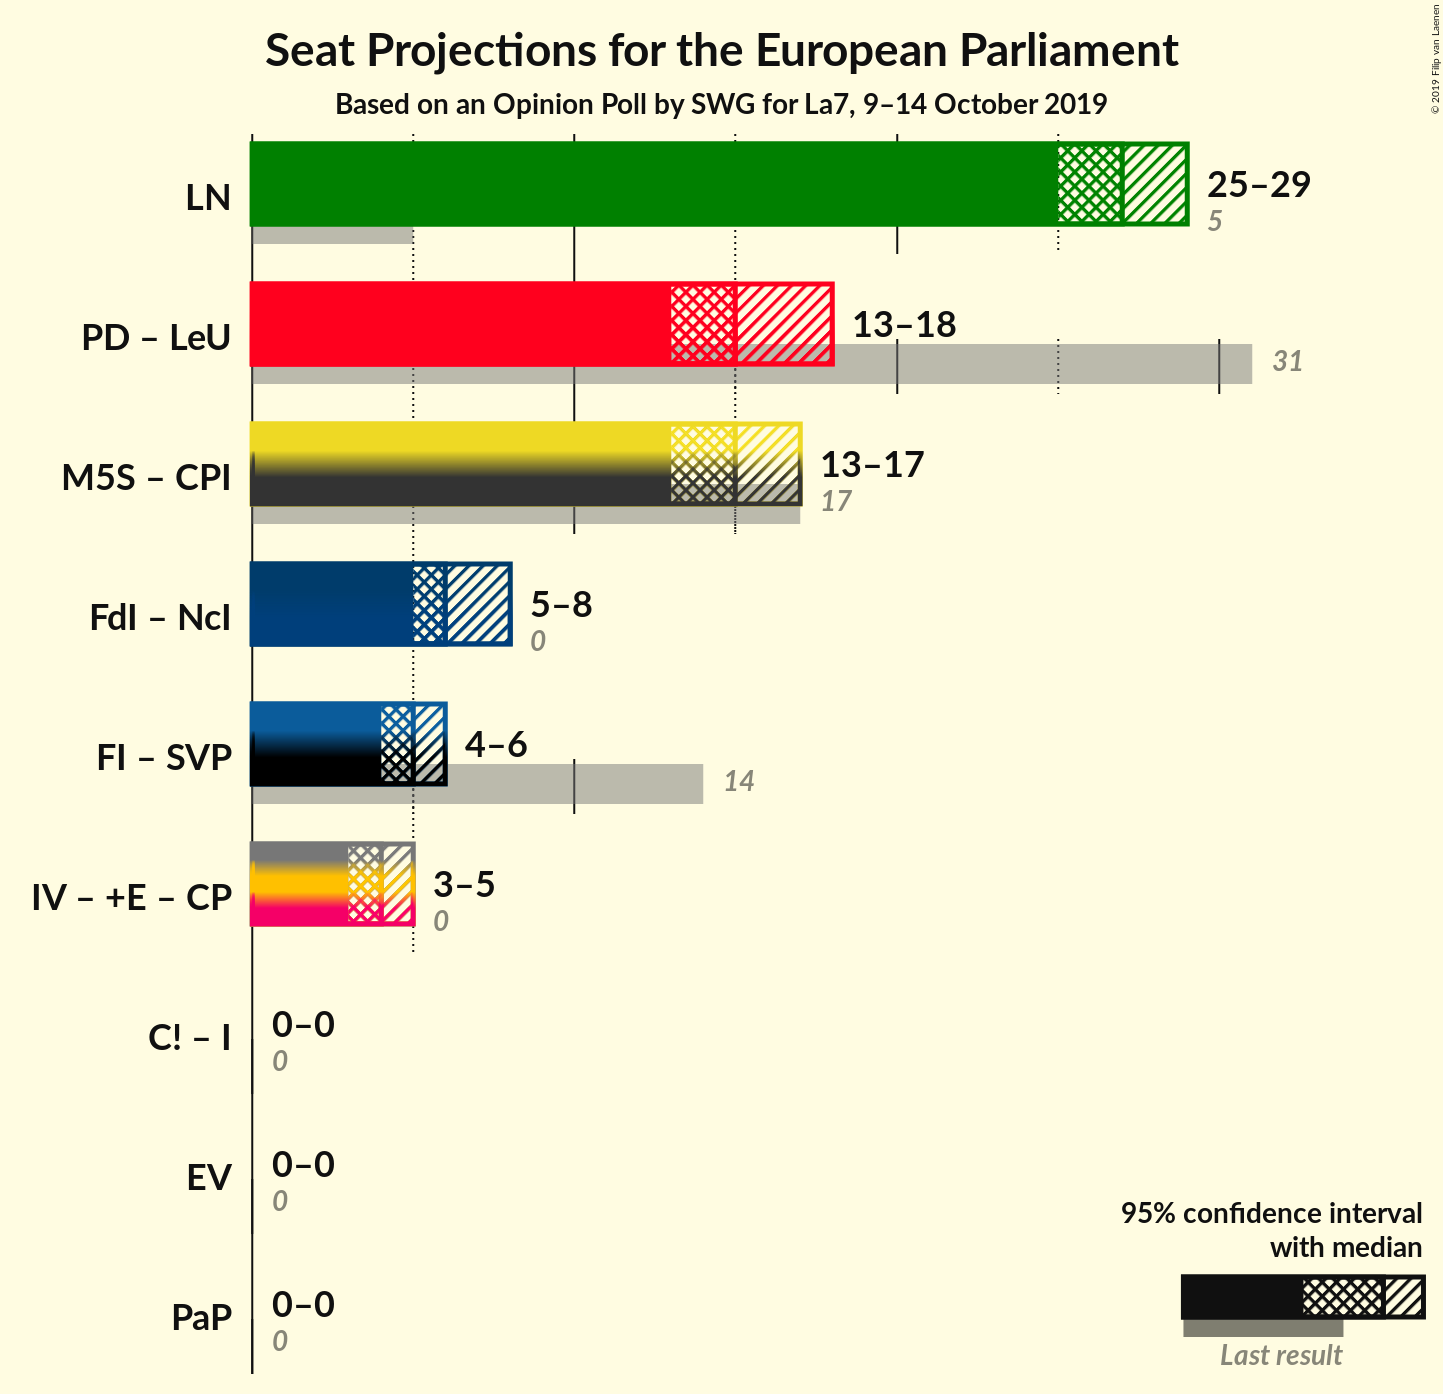 Seat Projections for the European Parliament
Based on an Opinion Poll by SWG for La7, 9–14 October 2019
© 2019 Filip van Laenen
LN
25–29
5
PD – LeU
13–18
31
M5S – CPI
13–17
17
FdI – NcI
5–8
0
FI – SVP
4–6
14
IV – +E – CP
3–5
0
C! – I
0–0
0
EV
0–0
0
PaP
0–0
0
95% confidence interval
with median
Last result